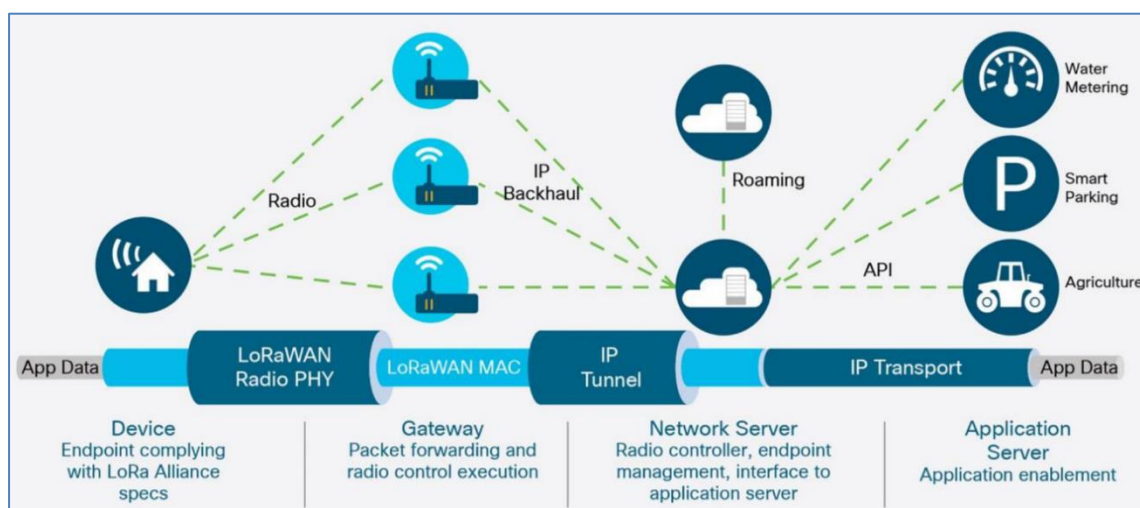 Water
Metering
IP
Backhaul
Radio
Roaming
Smart
Parking
P
API
Agriculture
App Data
LoRaWAN
Radio PHY
LoRaWAN MAC
IP
Tunnel
IP Transport
App Data
Device
Endpoint complying
with LoRa Alliance
specs
Gateway
Packet forwarding and
radio control execution
Network Server
Radio controller, endpoint
management, interface to
application server
Application
Server
Application enablement